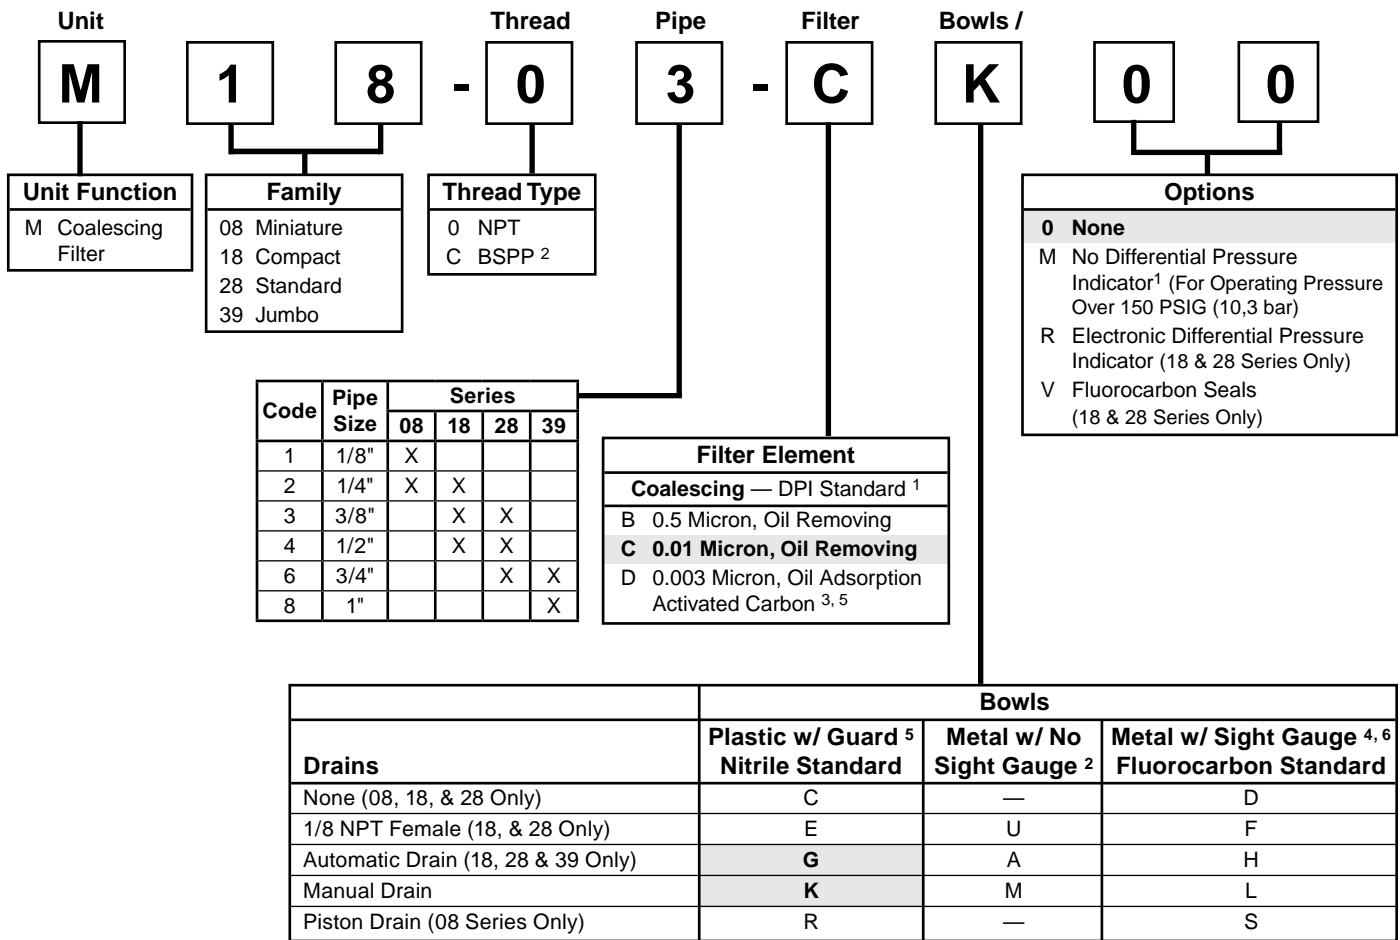 Unit Thread Pipe Filter Bowls /
M 1 8 - 0 3 - C K 0 0
Unit Function
M Coalescing
Filter
Family
08 Miniature
18 Compact
28 Standard
39 Jumbo
Thread Type
0 NPT
C BSPP 2
Options
0 None
M No Differential Pressure
Indicator1 (For Operating Pressure
Over 150 PSIG (10,3 bar)
R Electronic Differential Pressure
Indicator (18 & 28 Series Only)
V Fluorocarbon Seals
(18 & 28 Series Only)
Code Pipe Size Series
08 18 28 39
1 1/8" X
2 1/4" X X
3 3/8" X X
4 1/2" X X
6 3/4" X X
8 1" X
Filter Element
Coalescing — DPI Standard 1
B 0.5 Micron, Oil Removing
C 0.01 Micron, Oil Removing
D 0.003 Micron, Oil Adsorption
Activated Carbon 3, 5
Bowls
Drains
Plastic w/ Guard 5
Nitrile Standard
Metal w/ No
Sight Gauge 2
Metal w/ Sight Gauge 4, 6
Fluorocarbon Standard
None (08, 18, & 28 Only) C — D
1/8 NPT Female (18, & 28 Only) E U F
Automatic Drain (18, 28 & 39 Only) G A H
Manual Drain K M L
Piston Drain (08 Series Only) R — S